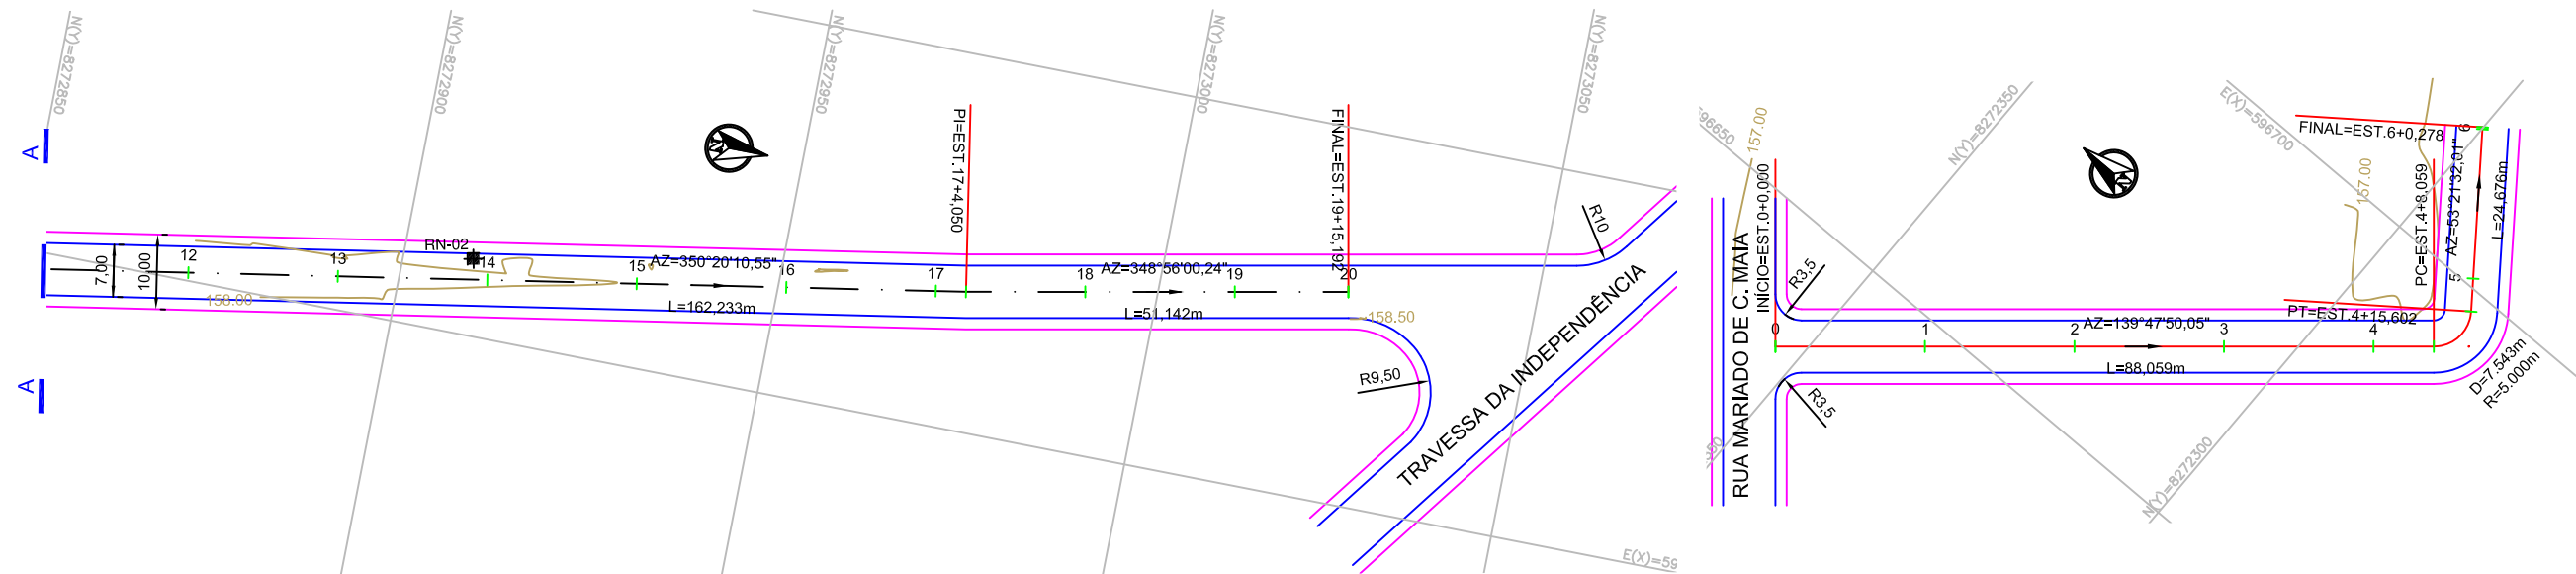 N(Y)=8272850
N(Y)=8272900
N(Y)=8272950
N(Y)=8273000
N(Y)=8273050
A
A
7,00
10,00
12
13
RN-02
14
15
AZ=350°20'10,55"
16
17
18
AZ=348°56'00,24"
19
20
158.00
L=162,233m
L=51,142m
158.50
PI=EST.17+4,050
FINAL=EST.19+15,192
R10
R9,50
TRAVESSA DA INDEPENDÊNCIA
E(X)=59
96650
157.00
N(Y)=8272350
E(X)=596700
RUA MARIADO DE C. MAIA
INÍCIO=EST.0+0,000
R3,5
R3,5
0
1
2
AZ=139°47'50,05"
3
4
L=88,059m
FINAL=EST.6+0,278
6
157.00
PC=EST.4+8,059
AZ=53°21'32,01"
5
L=24,676m
PT=EST.4+15,602
D=7.543m
R=5.000m
N(Y)=8272300